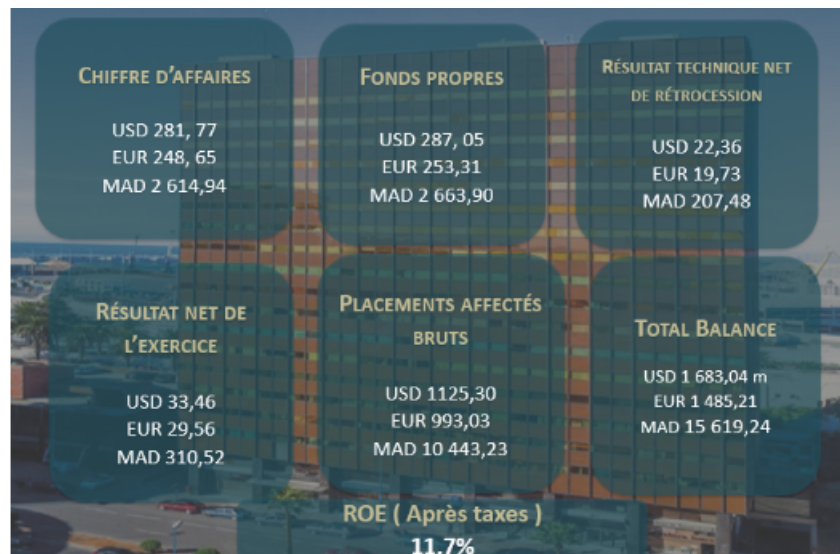 CHIFFRE D'AFFAIRES
USD 281, 77
EUR 248, 65
MAD 2 614,94
FONDS PROPRES
USD 287, 05
EUR 253,31
MAD 2 663,90
RÉSULTAT TECHNIQUE NET
DE RÉTROCESSION
USD 22,36
EUR 19,73
MAD 207,48
RÉSULTAT NET DE
L'EXERCICE
USD 33,46
EUR 29,56
MAD 310,52
PLACEMENTS AFFECTÉS
BRUTS
USD 1125,30
EUR 993,03
MAD 10 443,23
TOTAL BALANCE
USD 1 683,04 m
EUR 1 485,21
MAD 15 619,24
ROE ( Après taxes )
11,7%